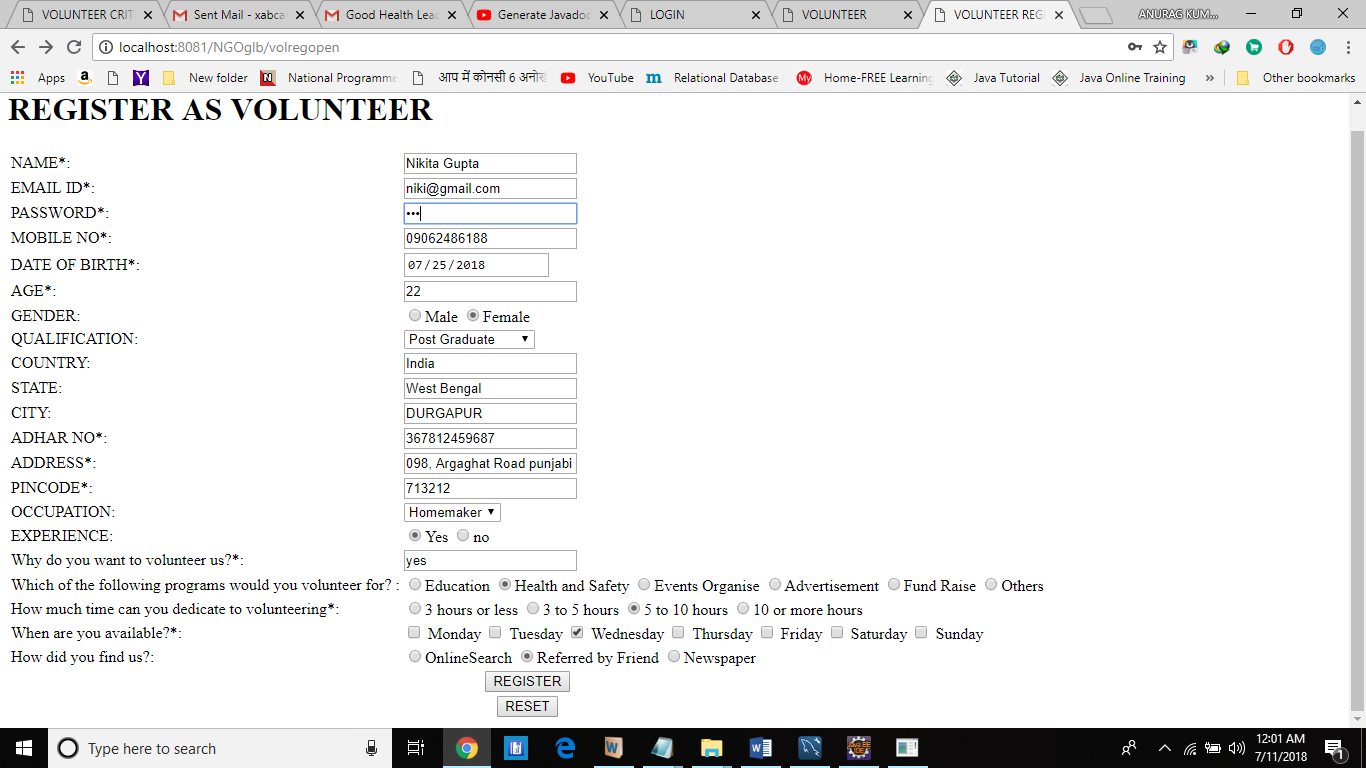 VOLUNTEER CRIT Sent Mail - xabca Good Health Lead Generate Javadoc LOGIN VOLUNTEER VOLUNTEER REG ANURAG KUM...
localhost:8081/NGOglb/volregopen
Apps New folder National Programme आप में कोनसी 6 अनोखी YouTube Relational Database Home-FREE Learning Java Tutorial Java Online Training » Other bookmarks
REGISTER AS VOLUNTEER
NAME*: Nikita Gupta
EMAIL ID*: niki@gmail.com
PASSWORD*: •••
MOBILE NO*: 09062486188
DATE OF BIRTH*: 07/25/2018
AGE*: 22
GENDER: Male Female
QUALIFICATION: Post Graduate
COUNTRY: India
STATE: West Bengal
CITY: DURGAPUR
ADHAR NO*: 367812459687
ADDRESS*: 098, Argaghat Road punjabi
PINCODE*: 713212
OCCUPATION: Homemaker
EXPERIENCE: Yes no
Why do you want to volunteer us?*: yes
Which of the following programs would you volunteer for? : Education Health and Safety Events Organise Advertisement Fund Raise Others
How much time can you dedicate to volunteering*: 3 hours or less 3 to 5 hours 5 to 10 hours 10 or more hours
When are you available?*: Monday Tuesday Wednesday Thursday Friday Saturday Sunday
How did you find us?: OnlineSearch Referred by Friend Newspaper
REGISTER
RESET
Type here to search 12:01 AM
7/11/2018